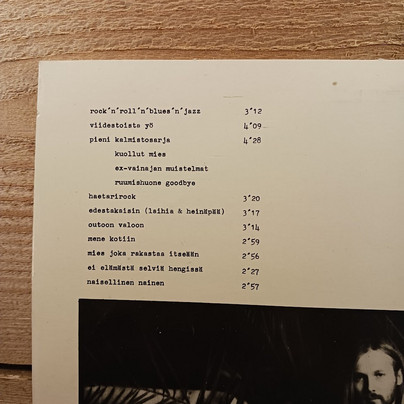 rock'n'roll'n'blues'n'jazz 3'12
viidestoista yö 4'09
pieni kalmistosarja 4'28
kuollut mies
ex-vainajan muistelmat
ruumishuone goodbye
haetarirock 3'20
edestakaisin (laihia & heinäpää) 3'17
outoon valoon 3'14
mene kotiin 2'59
mies joka rakastaa itseään 2'56
ei elämästä selviä hengissä 2'27
naisellinen nainen 2'57